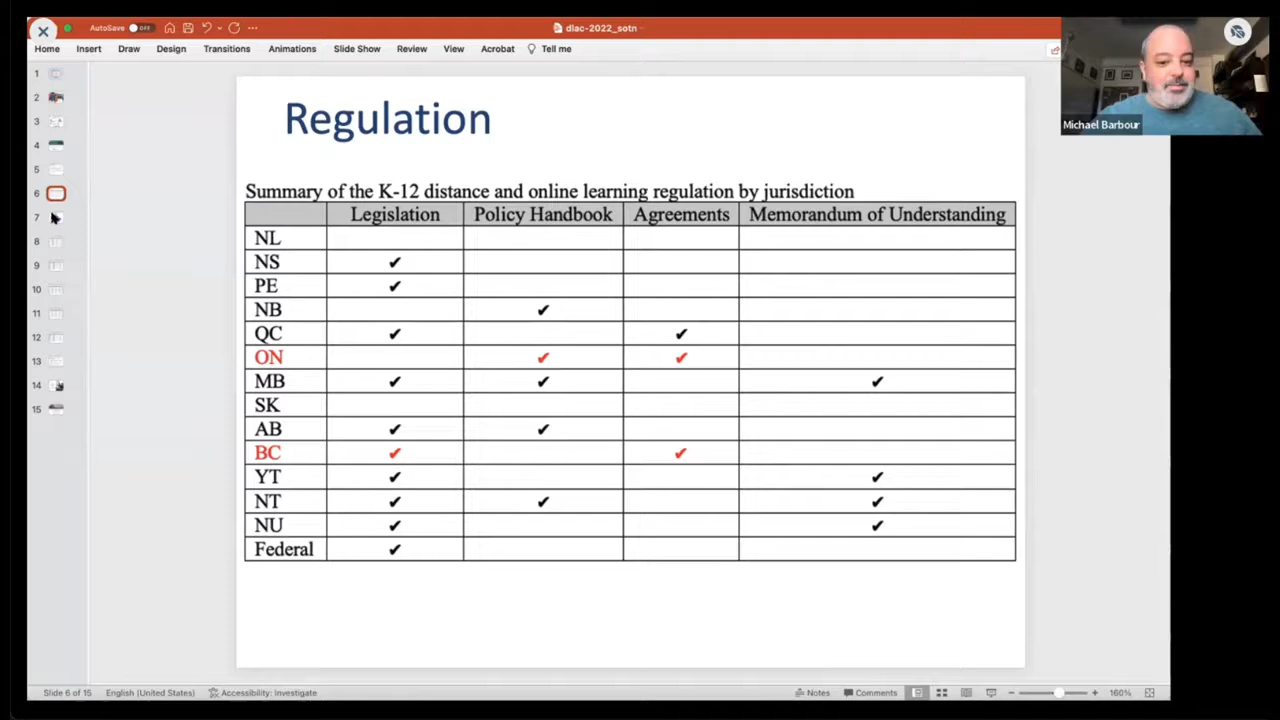 AutoSave OFF
dlac-2022_sotn
Home Insert Draw Design Transitions Animations Slide Show Review View Acrobat Tell me
Michael Barbour
1
2
3
4
5
6
7
8
9
10
11
12
13
14
15
Regulation
Summary of the K-12 distance and online learning regulation by jurisdiction
Legislation Policy Handbook Agreements Memorandum of Understanding
NL
NS ✔
PE ✔
NB ✔
QC ✔ ✔
ON ✔ ✔
MB ✔ ✔ ✔
SK
AB ✔ ✔
BC ✔ ✔
YT ✔ ✔
NT ✔ ✔ ✔
NU ✔ ✔
Federal ✔
Slide 6 of 15 English (United States) Accessibility: Investigate Notes Comments 160%